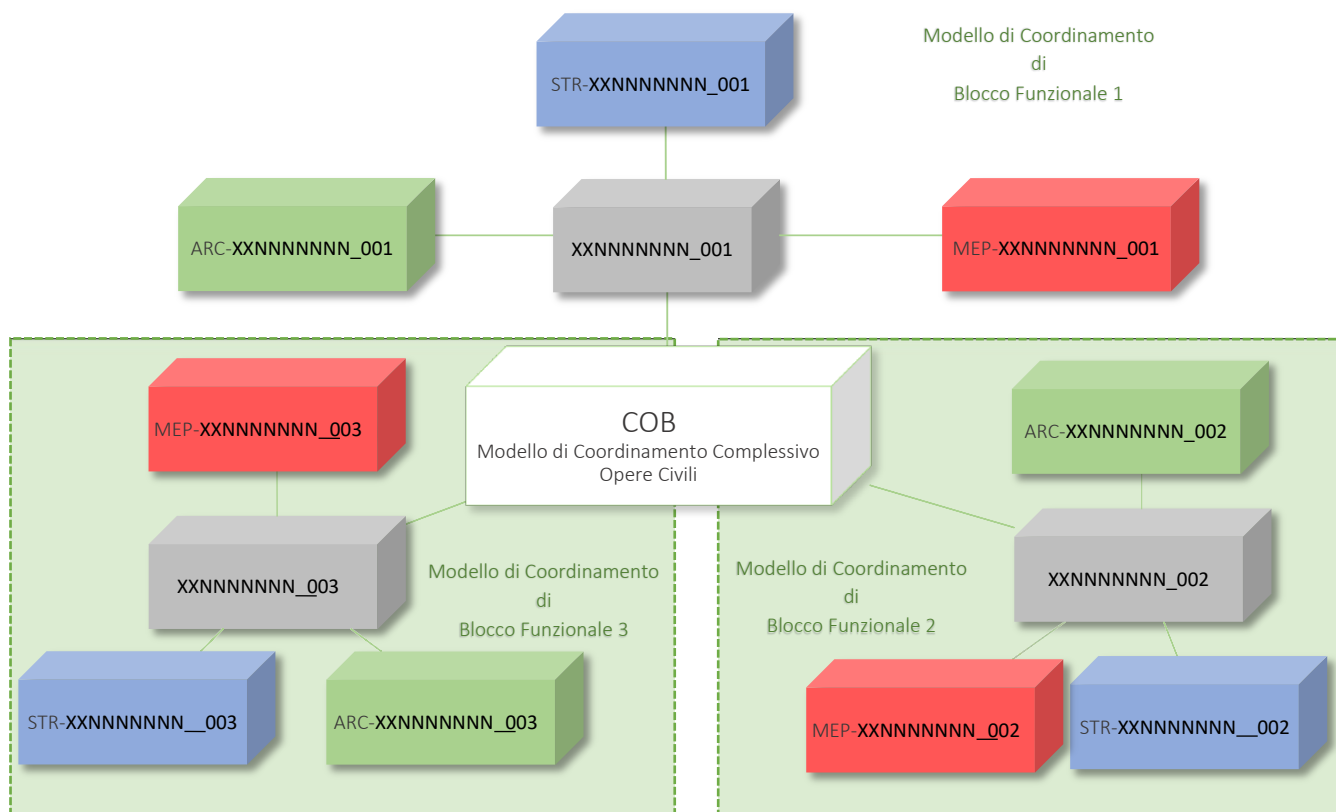 Modello di Coordinamento
di
Blocco Funzionale 1
STR-XXNNNNNNN_001
ARC-XXNNNNNNN_001
XXNNNNNNN_001
MEP-XXNNNNNNN_001
COB
Modello di Coordinamento Complessivo
Opere Civili
MEP-XXNNNNNNN_003
XXNNNNNNN_003
Modello di Coordinamento
di
Blocco Funzionale 3
STR-XXNNNNNNN__003
ARC-XXNNNNNNN_003
ARC-XXNNNNNNN_002
Modello di Coordinamento
di
Blocco Funzionale 2
XXNNNNNNN_002
MEP-XXNNNNNNN_002
STR-XXNNNNNNN__002